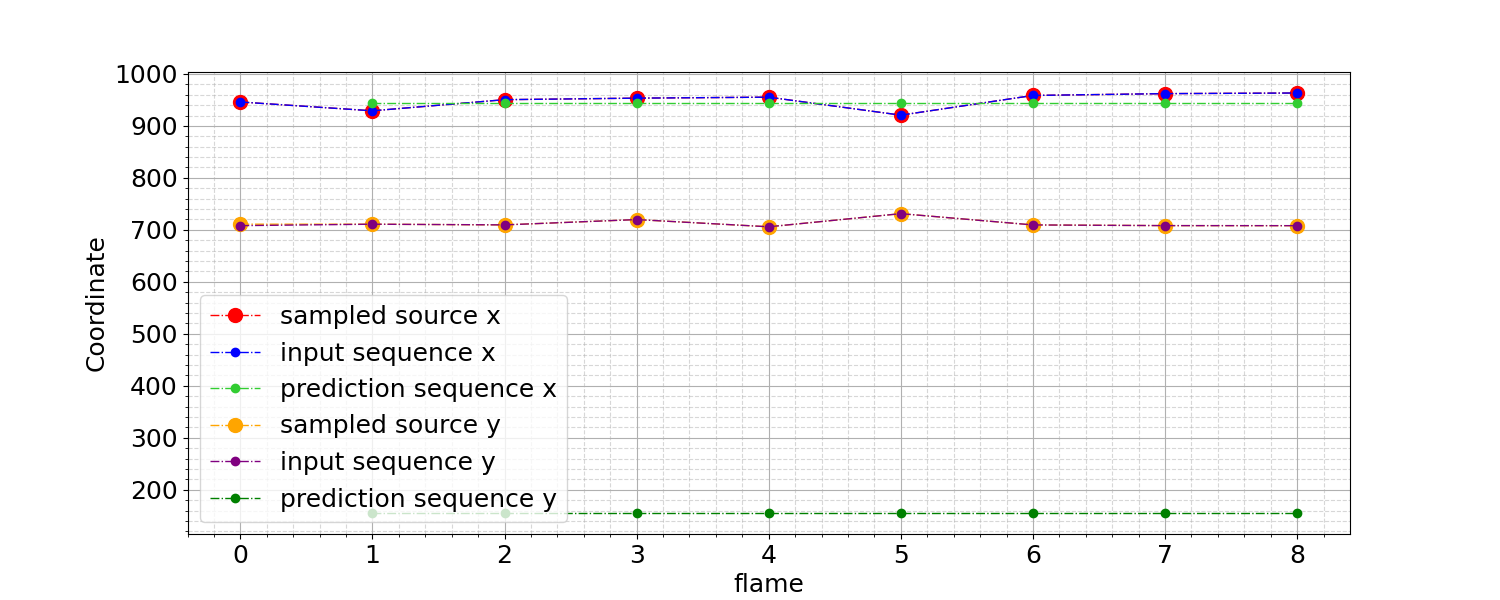 1000
900
800
700
600
500
400
300
200
Coordinate
sampled source x
input sequence x
prediction sequence x
sampled source y
input sequence y
prediction sequence y
0 1 2 3 4 5 6 7 8
flame